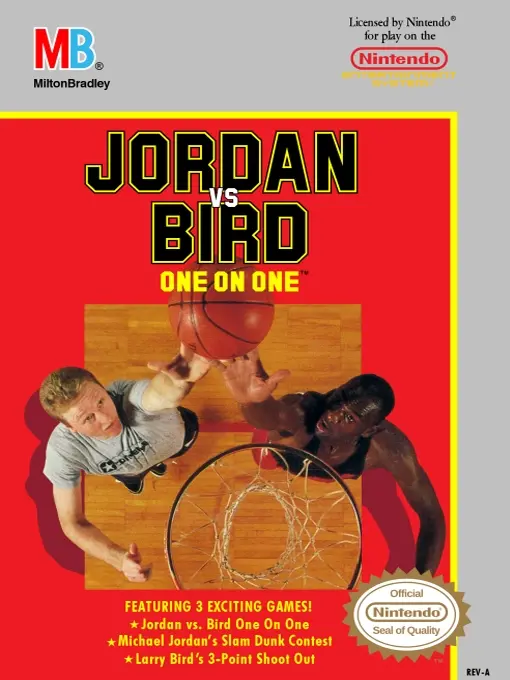 MB®
MiltonBradley
Licensed by Nintendo®
for play on the
Nintendo
JORDAN
VS
BIRD
ONE ON ONE™
FEATURING 3 EXCITING GAMES!
★ Jordan vs. Bird One On One
★ Michael Jordan's Slam Dunk Contest
★ Larry Bird's 3-Point Shoot Out
Official
Nintendo®
Seal of Quality
TM
REV-A